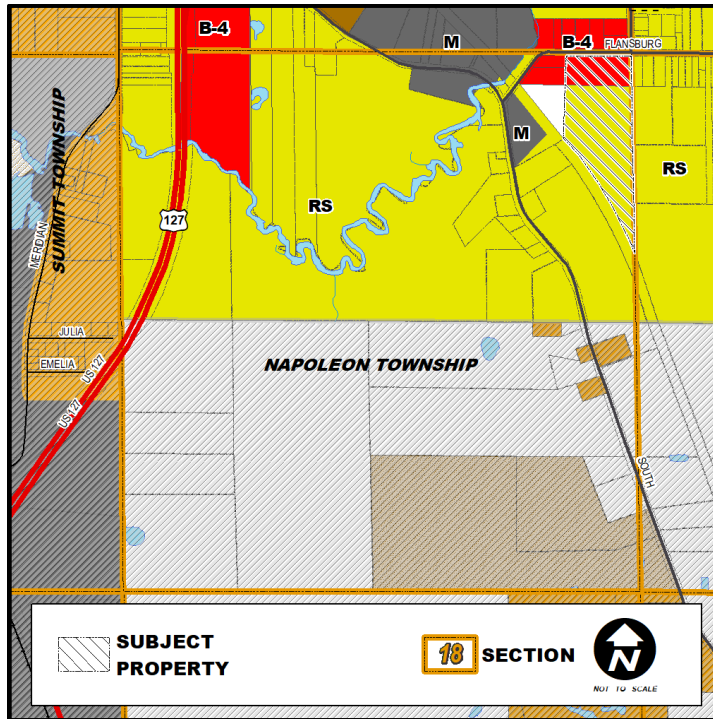 B-4
M
B-4
FLANSBURG
SUMMIT TOWNSHIP
M
RS
RS
127
MERIDIAN
JULIA
EMELIA
US 127
US 127
NAPOLEON TOWNSHIP
SOUTH
SUBJECT
PROPERTY
18 SECTION
N
NOT TO SCALE